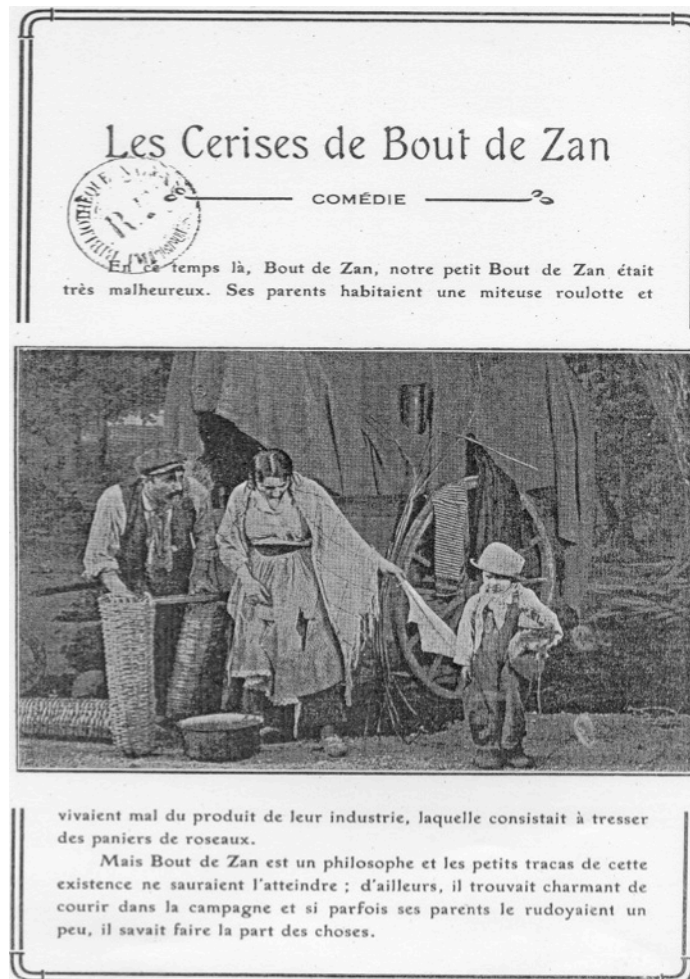 Les Cerises de Bout de Zan
COMÉDIE
BIBLIOTHÈQUE
En ce temps là, Bout de Zan, notre petit Bout de Zan était
très malheureux. Ses parents habitaient une miteuse roulotte et
vivaient mal du produit de leur industrie, laquelle consistait à tresser
des paniers de roseaux.
Mais Bout de Zan est un philosophe et les petits tracas de cette
existence ne sauraient l'atteindre ; d'ailleurs, il trouvait charmant de
courir dans la campagne et si parfois ses parents le rudoyaient un
peu, il savait faire la part des choses.